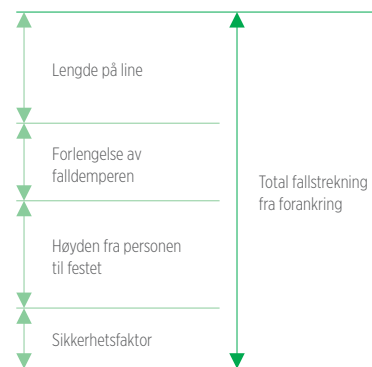 Lengde på line
Forlengelse av
falldemperen
Total fallstrekning
fra forankring
Høyden fra personen
til festet
Sikkerhetsfaktor